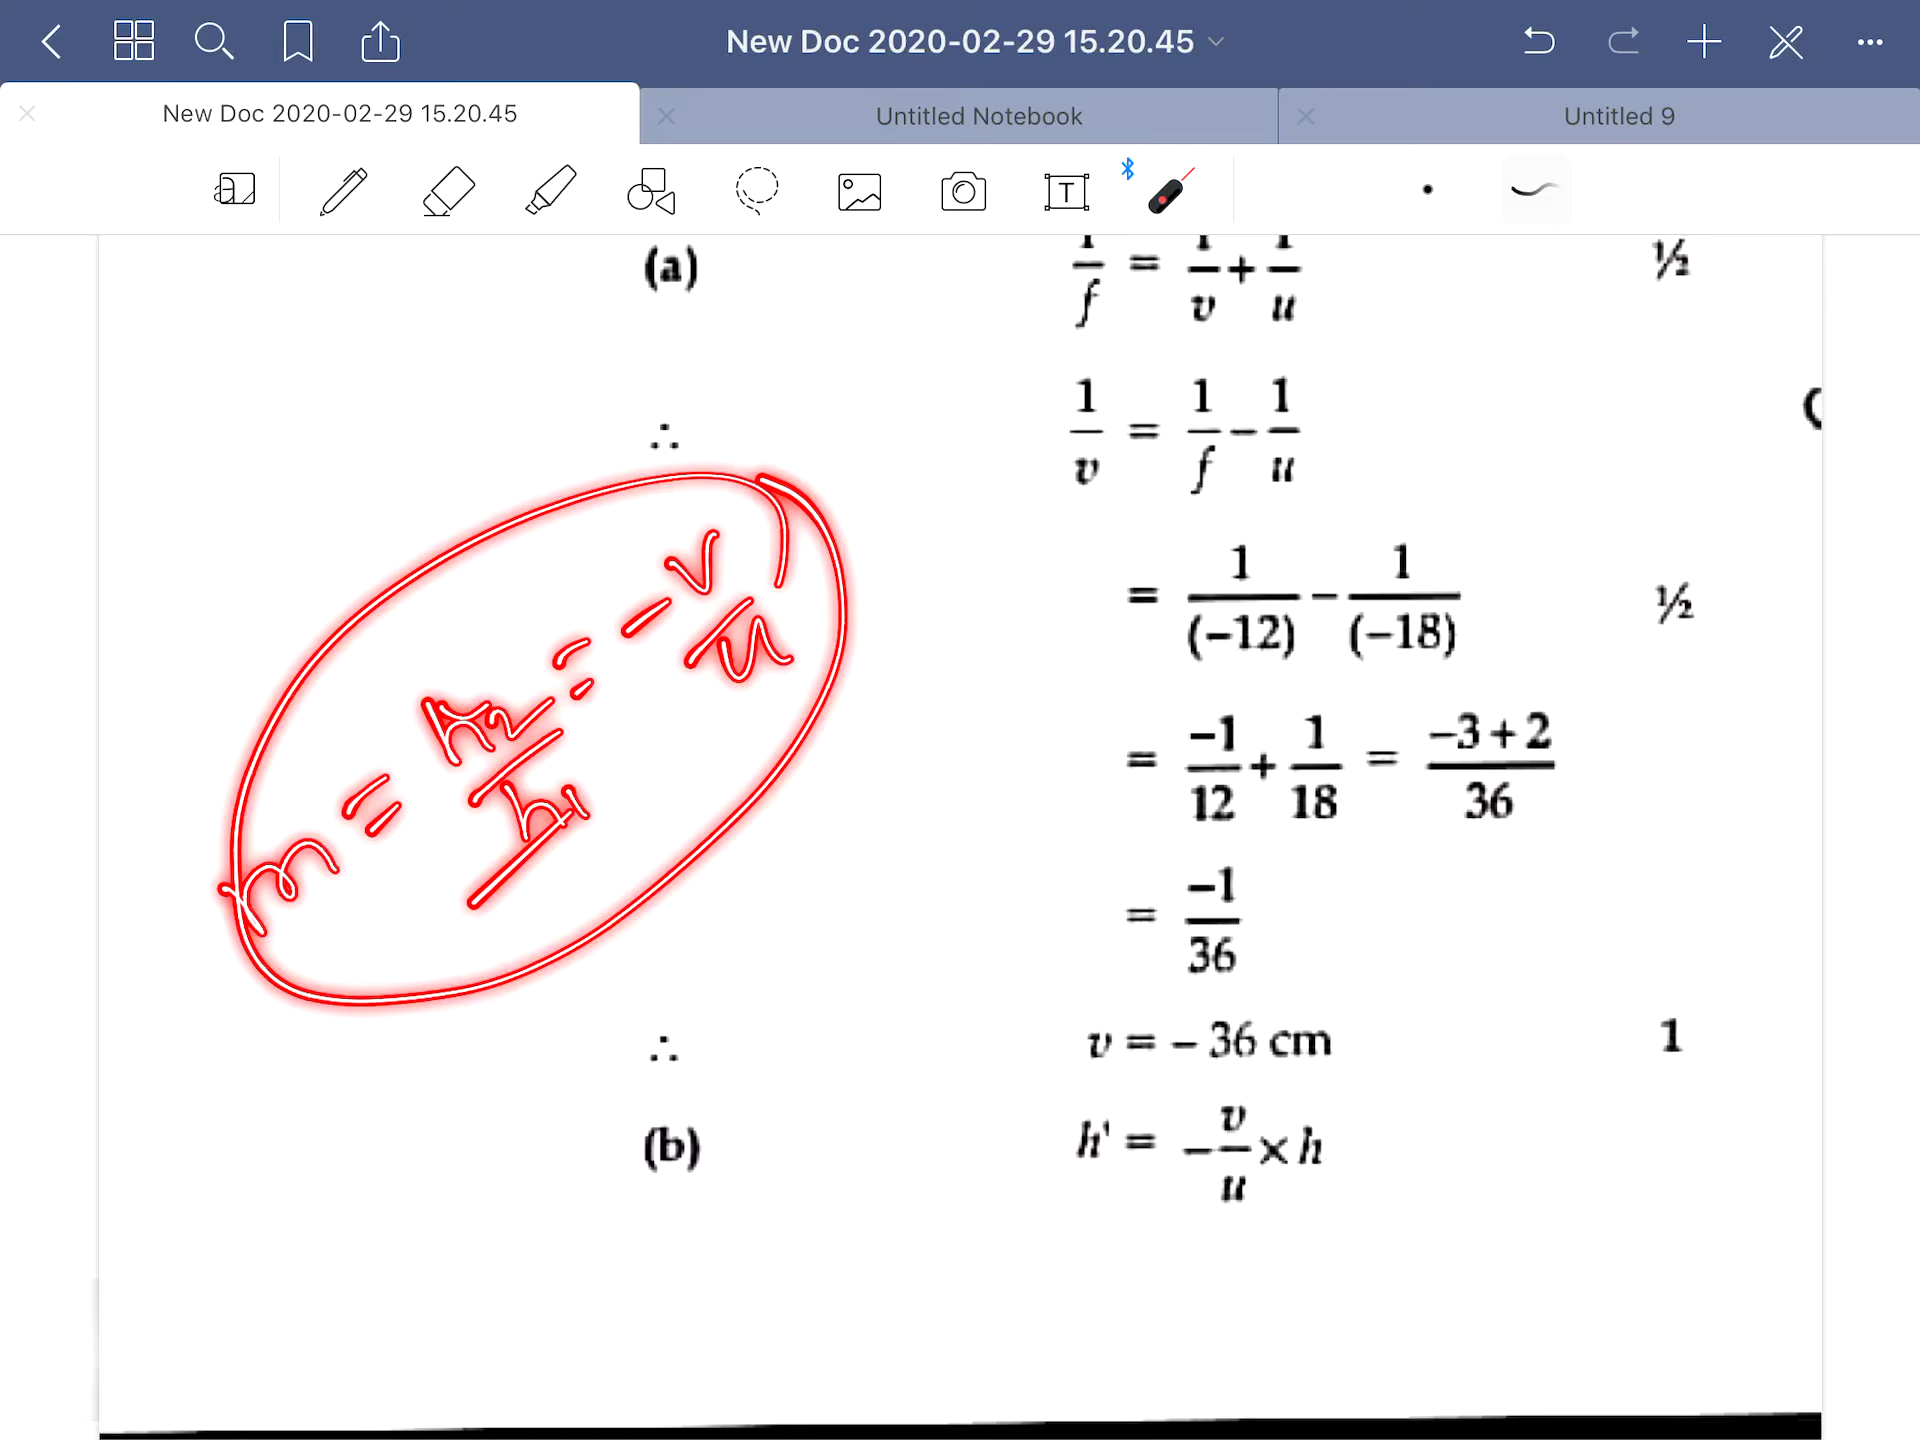 New Doc 2020-02-29 15.20.45
New Doc 2020-02-29 15.20.45
Untitled Notebook
Untitled 9
(a) 1/f = 1/v + 1/u ½
∴ 1/v = 1/f − 1/u
= 1/(−12) − 1/(−18) ½
= −1/12 + 1/18 = −3+2/36
= −1/36
m = h2/h1 = −v/u
∴ v = − 36 cm 1
(b) h' = −v/u × h